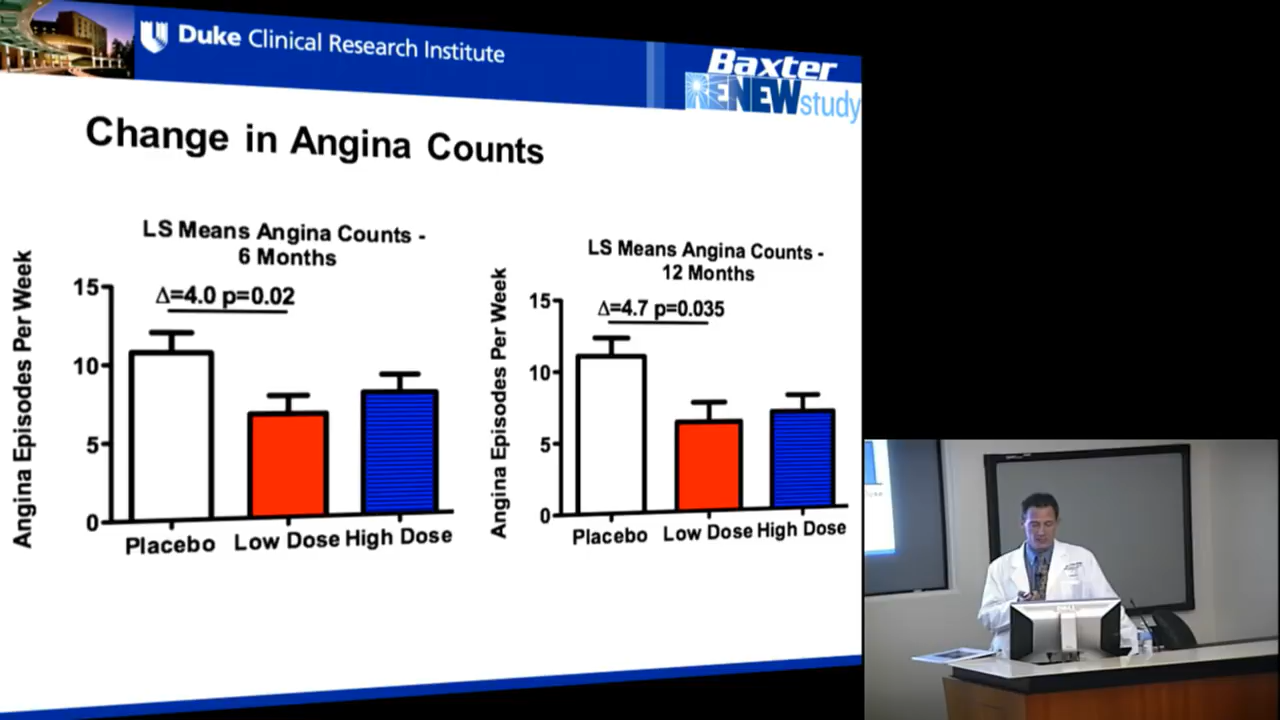 Duke Clinical Research Institute
Baxter
RENEW study
Change in Angina Counts
LS Means Angina Counts -
6 Months
Angina Episodes Per Week
15
10
5
0
Δ=4.0 p=0.02
Placebo
Low Dose
High Dose
LS Means Angina Counts -
12 Months
Angina Episodes Per Week
15
10
5
0
Δ=4.7 p=0.035
Placebo
Low Dose
High Dose